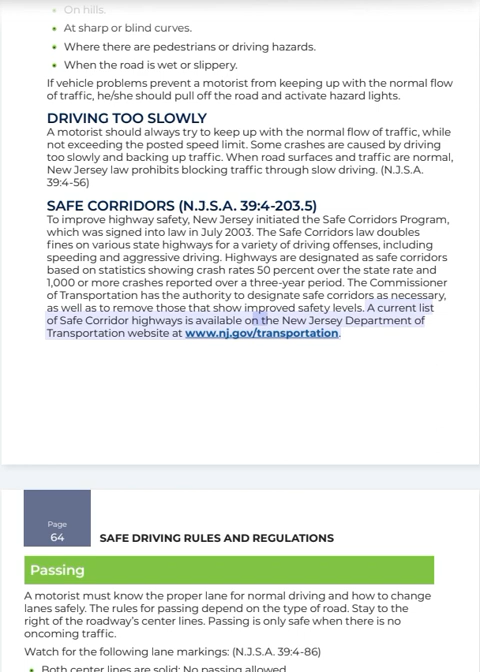 On hills.
At sharp or blind curves.
Where there are pedestrians or driving hazards.
When the road is wet or slippery.
If vehicle problems prevent a motorist from keeping up with the normal flow
of traffic, he/she should pull off the road and activate hazard lights.
DRIVING TOO SLOWLY
A motorist should always try to keep up with the normal flow of traffic, while
not exceeding the posted speed limit. Some crashes are caused by driving
too slowly and backing up traffic. When road surfaces and traffic are normal,
New Jersey law prohibits blocking traffic through slow driving. (N.J.S.A.
39:4-56)
SAFE CORRIDORS (N.J.S.A. 39:4-203.5)
To improve highway safety, New Jersey initiated the Safe Corridors Program,
which was signed into law in July 2003. The Safe Corridors law doubles
fines on various state highways for a variety of driving offenses, including
speeding and aggressive driving. Highways are designated as safe corridors
based on statistics showing crash rates 50 percent over the state rate and
1,000 or more crashes reported over a three-year period. The Commissioner
of Transportation has the authority to designate safe corridors as necessary,
as well as to remove those that show improved safety levels. A current list
of Safe Corridor highways is available on the New Jersey Department of
Transportation website at www.nj.gov/transportation.
Page
64
SAFE DRIVING RULES AND REGULATIONS
Passing
A motorist must know the proper lane for normal driving and how to change
lanes safely. The rules for passing depend on the type of road. Stay to the
right of the roadway's center lines. Passing is only safe when there is no
oncoming traffic.
Watch for the following lane markings: (N.J.S.A. 39:4-86)
Both center lines are solid: No passing allowed.